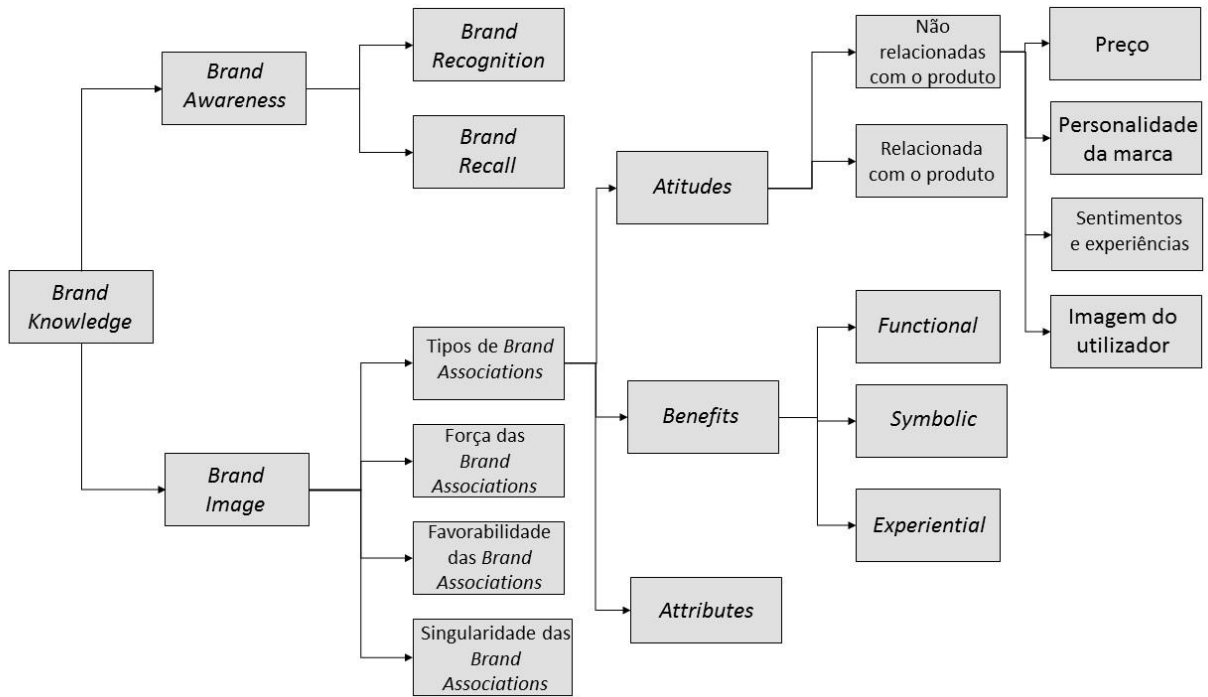 Brand
Knowledge
Brand
Awareness
Brand
Image
Brand
Recognition
Brand
Recall
Tipos de Brand
Associations
Força das
Brand
Associations
Favorabilidade
das Brand
Associations
Singularidade das
Brand
Associations
Atitudes
Benefits
Attributes
Não
relacionadas
com o produto
Relacionada
com o produto
Functional
Symbolic
Experiential
Preço
Personalidade
da marca
Sentimentos
e experiências
Imagem do
utilizador